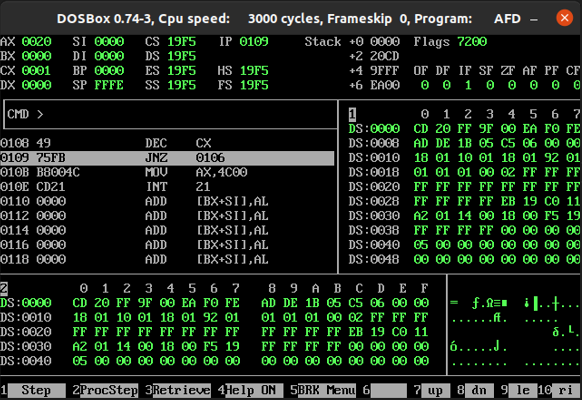 DOSBox 0.74-3, Cpu speed: 3000 cycles, Frameskip 0, Program: AFD
AX 0020 SI 0000 CS 19F5 IP 0109 Stack +0 0000 Flags 7200
BX 0000 DI 0000 DS 19F5 +2 20CD
CX 0001 BP 0000 ES 19F5 HS 19F5 +4 9FFF OF DF IF SF ZF AF PF CF
DX 0000 SP FFFE SS 19F5 FS 19F5 +6 EA00 0 0 1 0 0 0 0 0
CMD >
1 0 1 2 3 4 5 6 7
DS:0000 CD 20 FF 9F 00 EA F0 FE
DS:0008 AD DE 1B 05 C5 06 00 00
DS:0010 18 01 10 01 18 01 92 01
DS:0018 01 01 01 00 02 FF FF FF
DS:0020 FF FF FF FF FF FF FF FF
DS:0028 FF FF FF FF EB 19 C0 11
DS:0030 A2 01 14 00 18 00 F5 19
DS:0038 FF FF FF FF 00 00 00 00
DS:0040 05 00 00 00 00 00 00 00
DS:0048 00 00 00 00 00 00 00 00
0108 49 DEC CX
0109 75FB JNZ 0106
010B B8004C MOV AX,4C00
010E CD21 INT 21
0110 0000 ADD [BX+SI],AL
0112 0000 ADD [BX+SI],AL
0114 0000 ADD [BX+SI],AL
0116 0000 ADD [BX+SI],AL
0118 0000 ADD [BX+SI],AL
2 0 1 2 3 4 5 6 7 8 9 A B C D E F
DS:0000 CD 20 FF 9F 00 EA F0 FE AD DE 1B 05 C5 06 00 00
DS:0010 18 01 10 01 18 01 92 01 01 01 01 00 02 FF FF FF
DS:0020 FF FF FF FF FF FF FF FF FF FF FF FF EB 19 C0 11
DS:0030 A2 01 14 00 18 00 F5 19 FF FF FF FF 00 00 00 00
DS:0040 05 00 00 00 00 00 00 00 00 00 00 00 00 00 00 00
1 Step 2 ProcStep 3 Retrieve 4 Help ON 5 BRK Menu 6 7 up 8 dn 9 le 10 ri